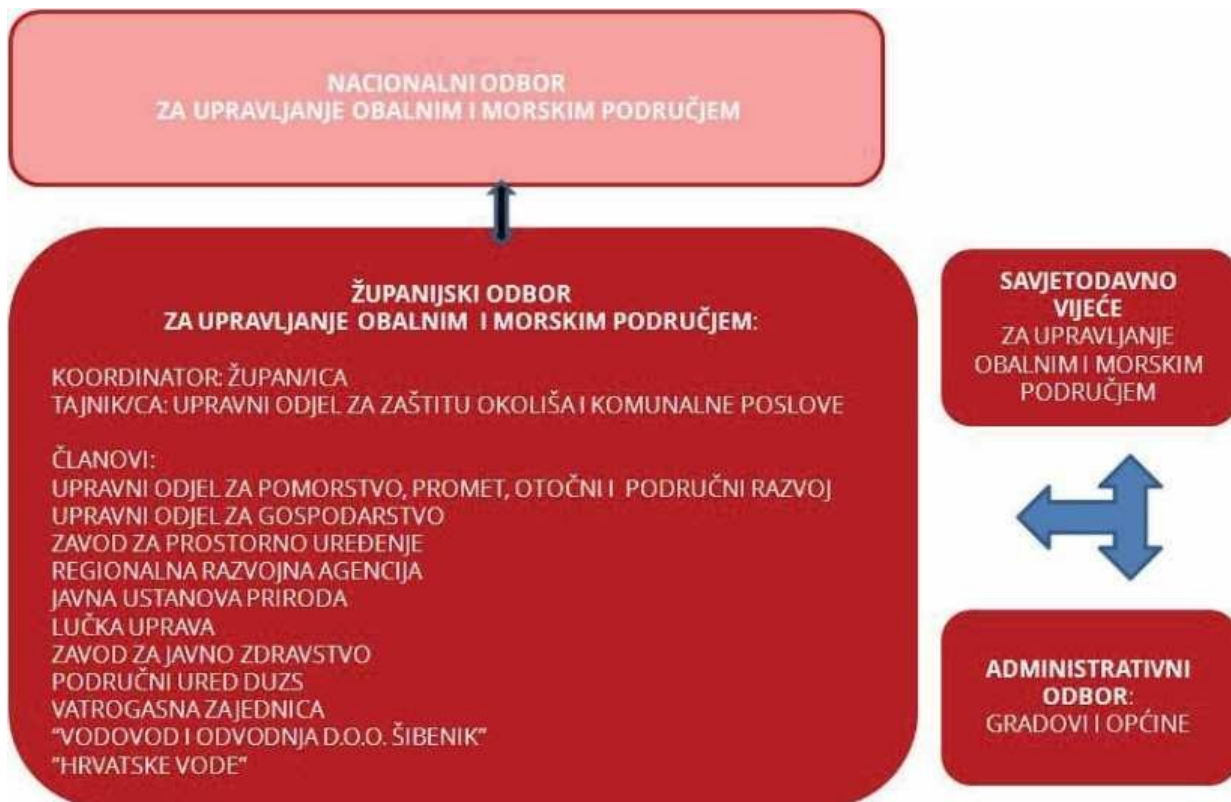 NACIONALNI ODBOR
ZA UPRAVLJANJE OBALNIM I MORSKIM PODRUČJEM
ŽUPANIJSKI ODBOR
ZA UPRAVLJANJE OBALNIM I MORSKIM PODRUČJEM:
KOORDINATOR: ŽUPAN/ICA
TAJNIK/CA: UPRAVNI ODJEL ZA ZAŠTITU OKOLIŠA I KOMUNALNE POSLOVE
ČLANOVI:
UPRAVNI ODJEL ZA POMORSTVO, PROMET, OTOČNI I PODRUČNI RAZVOJ
UPRAVNI ODJEL ZA GOSPODARSTVO
ZAVOD ZA PROSTORNO UREĐENJE
REGIONALNA RAZVOJNA AGENCIJA
JAVNA USTANOVA PRIRODA
LUČKA UPRAVA
ZAVOD ZA JAVNO ZDRAVSTVO
PODRUČNI URED DUZS
VATROGASNA ZAJEDNICA
“VODOVOD I ODVODNJA D.O.O. ŠIBENIK”
“HRVATSKE VODE”
SAVJETODAVNO
VIJEĆE
ZA UPRAVLJANJE
OBALNIM I MORSKIM
PODRUČJEM
ADMINISTRATIVNI
ODBOR:
GRADOVI I OPĆINE